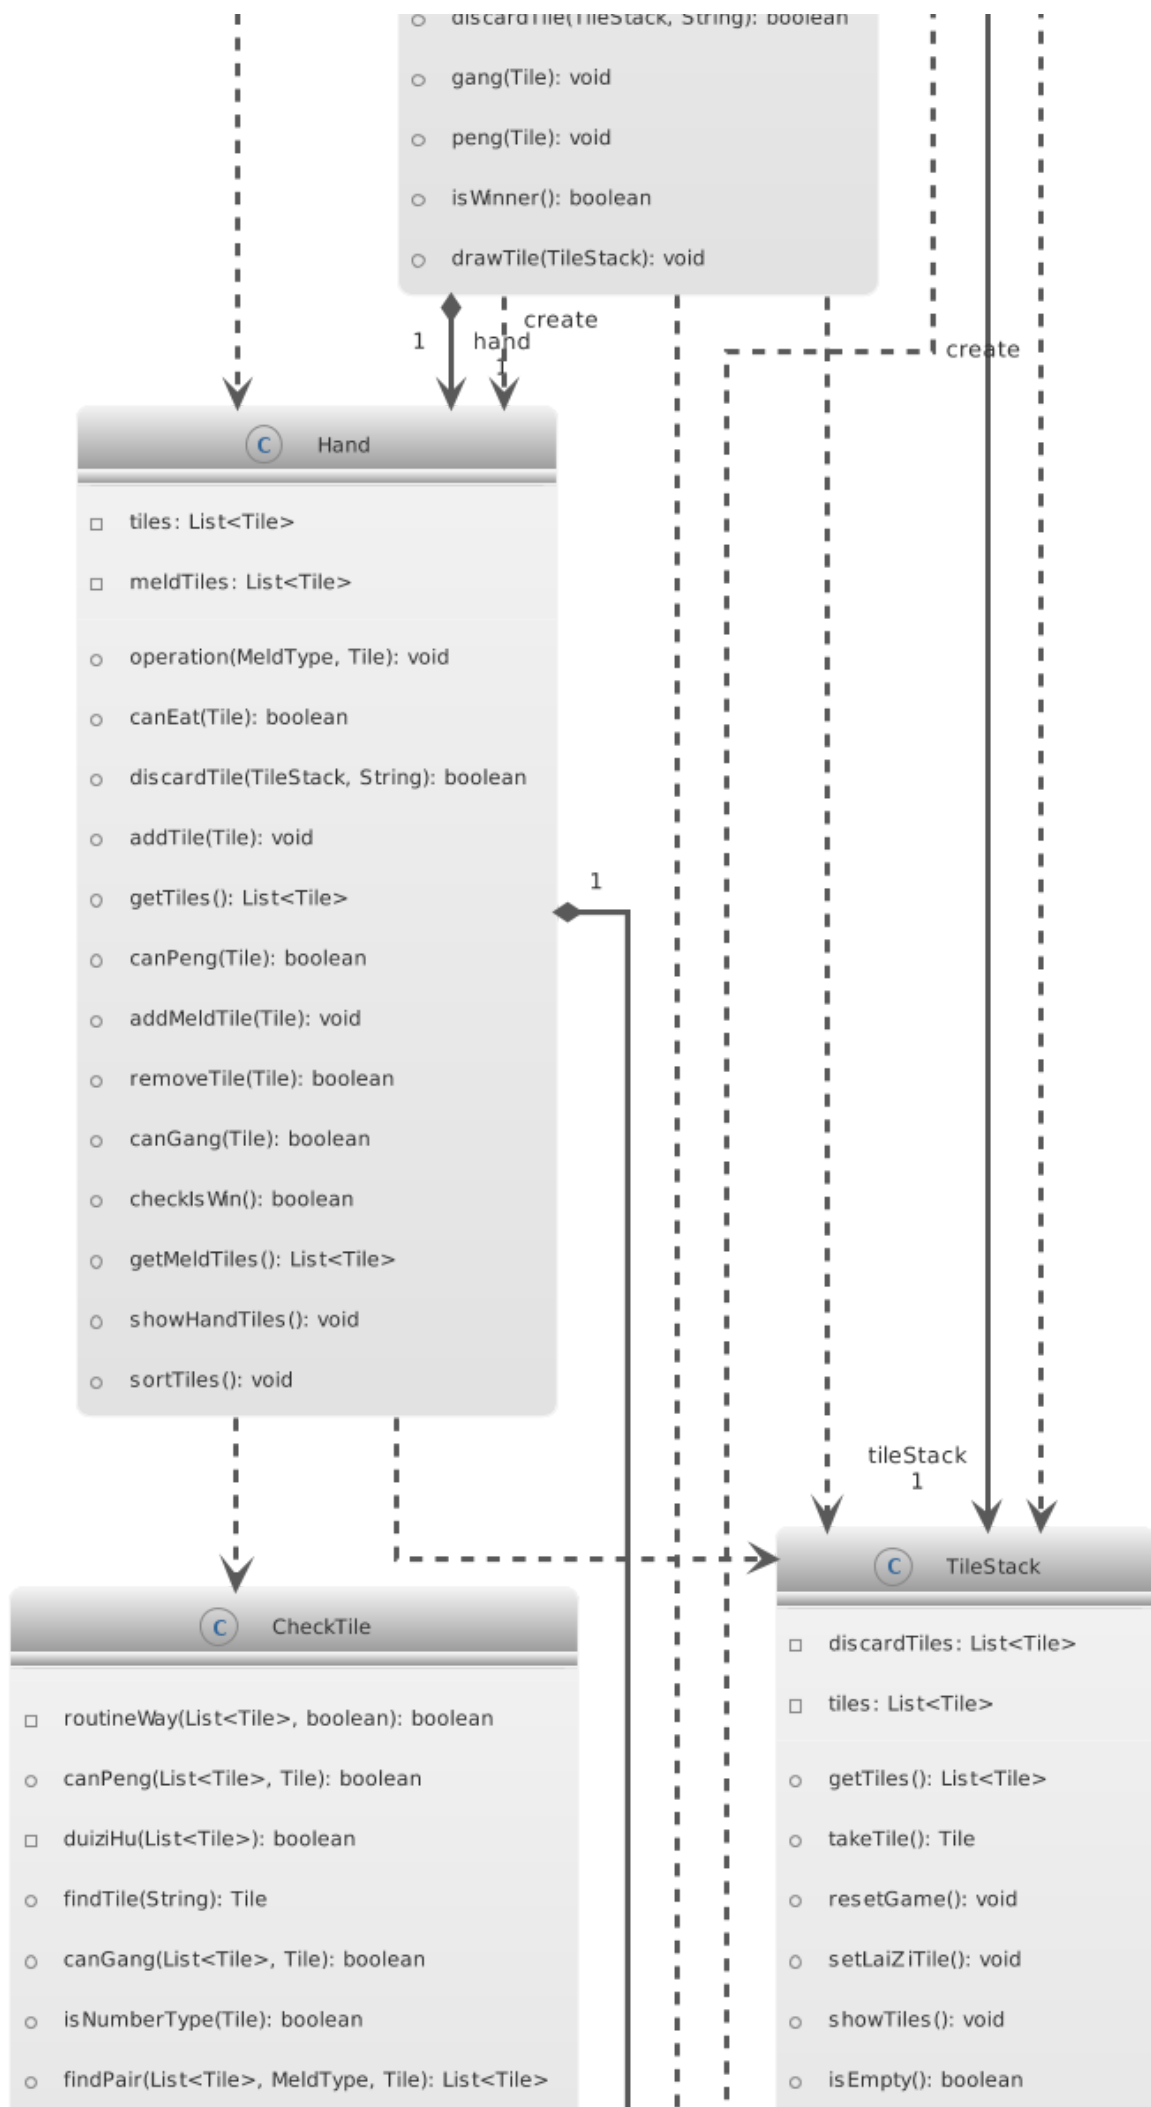 discardTile(TileStack, String): boolean
gang(Tile): void
peng(Tile): void
isWinner(): boolean
drawTile(TileStack): void
create
1
hand
1
create
C Hand
tiles: List<Tile>
meldTiles: List<Tile>
operation(MeldType, Tile): void
canEat(Tile): boolean
discardTile(TileStack, String): boolean
addTile(Tile): void
1
getTiles(): List<Tile>
canPeng(Tile): boolean
addMeldTile(Tile): void
removeTile(Tile): boolean
canGang(Tile): boolean
checkIsWin(): boolean
getMeldTiles(): List<Tile>
showHandTiles(): void
sortTiles(): void
tileStack
1
C TileStack
discardTiles: List<Tile>
tiles: List<Tile>
getTiles(): List<Tile>
takeTile(): Tile
resetGame(): void
setLaiZiTile(): void
showTiles(): void
isEmpty(): boolean
C CheckTile
routineWay(List<Tile>, boolean): boolean
canPeng(List<Tile>, Tile): boolean
duiziHu(List<Tile>): boolean
findTile(String): Tile
canGang(List<Tile>, Tile): boolean
isNumberType(Tile): boolean
findPair(List<Tile>, MeldType, Tile): List<Tile>